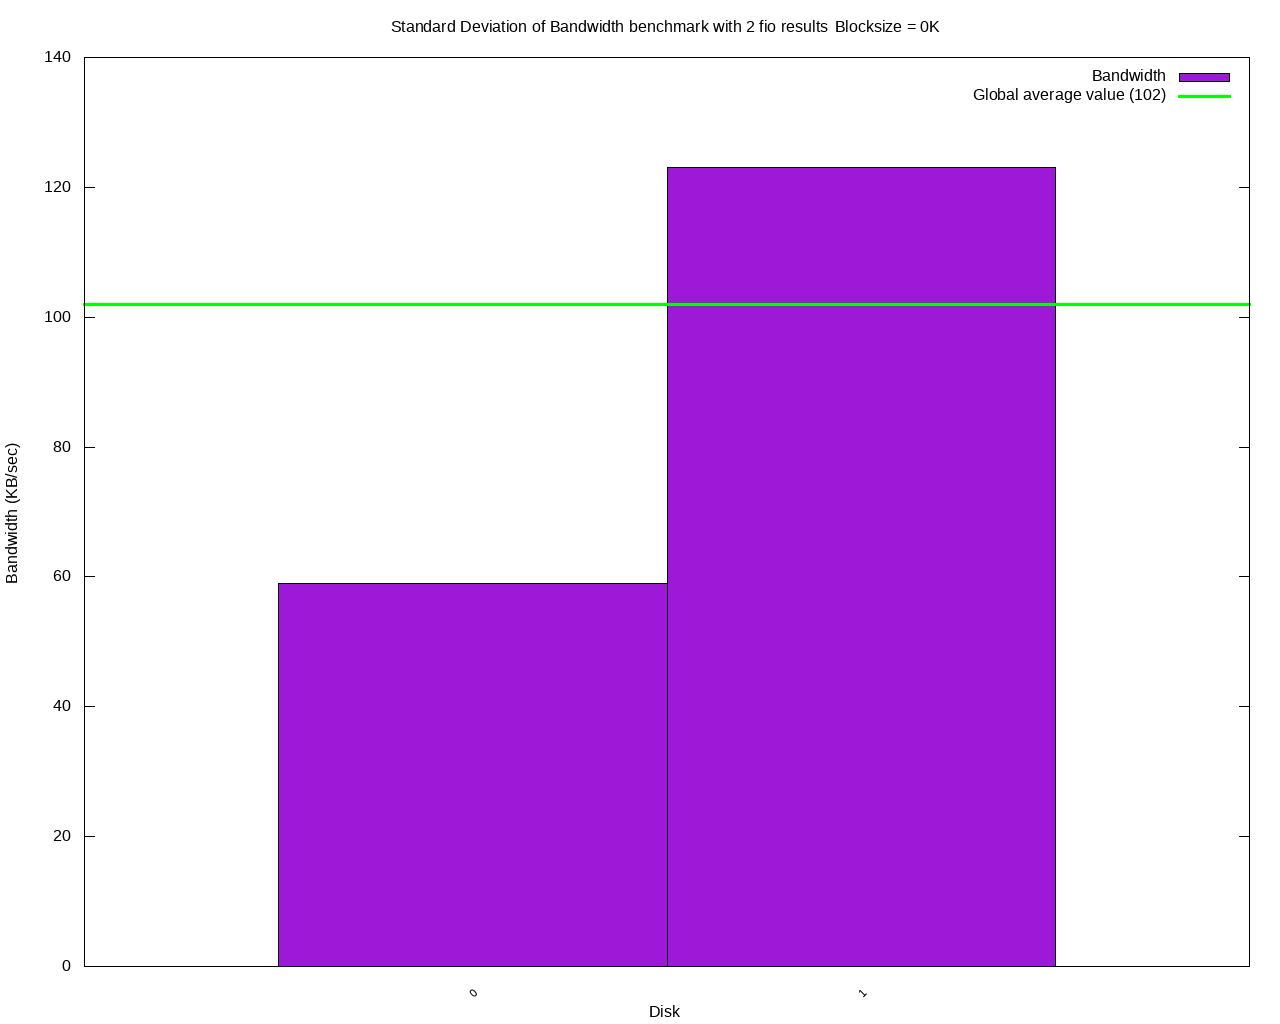 Standard Deviation of Bandwidth benchmark with 2 fio results Blocksize = 0K
Bandwidth
Global average value (102)
140
120
100
80
60
40
20
0
Bandwidth (KB/sec)
0
1
Disk